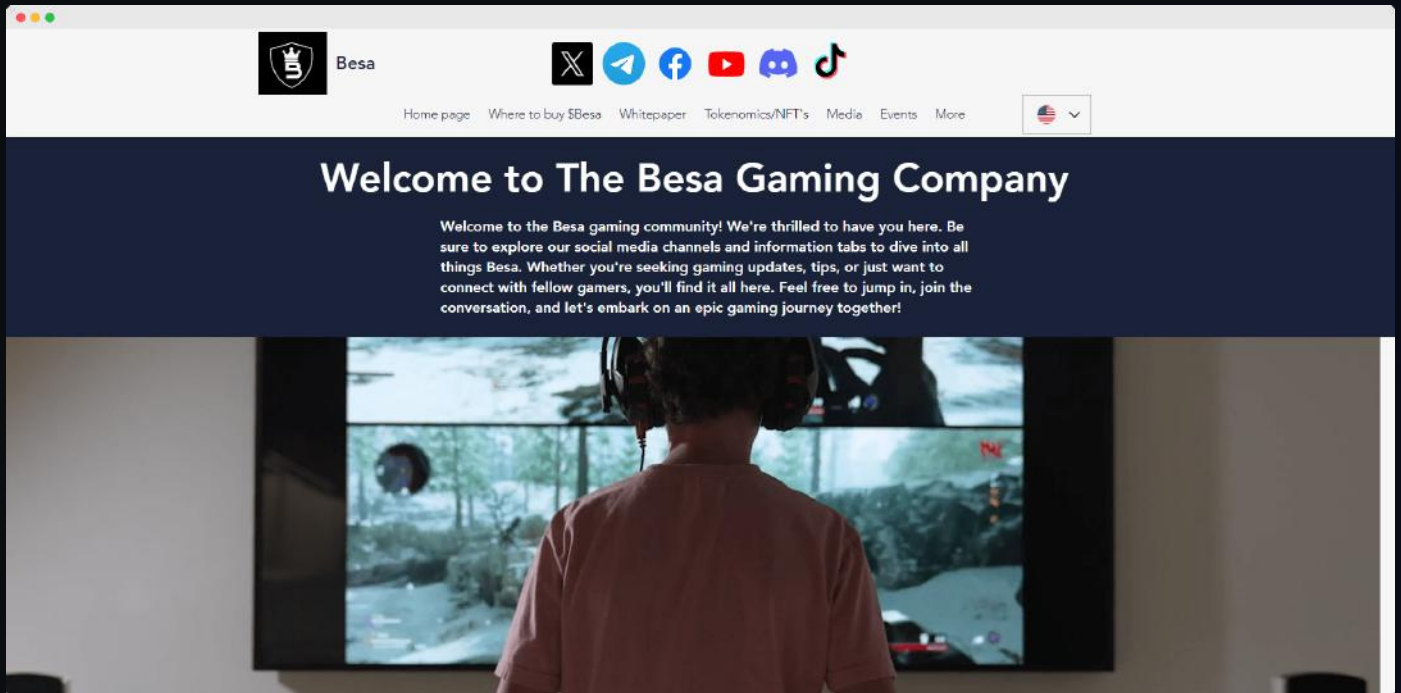 Besa
Home page Where to buy $Besa Whitepaper Tokenomics/NFT's Media Events More
Welcome to The Besa Gaming Company
Welcome to the Besa gaming community! We're thrilled to have you here. Be
sure to explore our social media channels and information tabs to dive into all
things Besa. Whether you're seeking gaming updates, tips, or just want to
connect with fellow gamers, you'll find it all here. Feel free to jump in, join the
conversation, and let's embark on an epic gaming journey together!